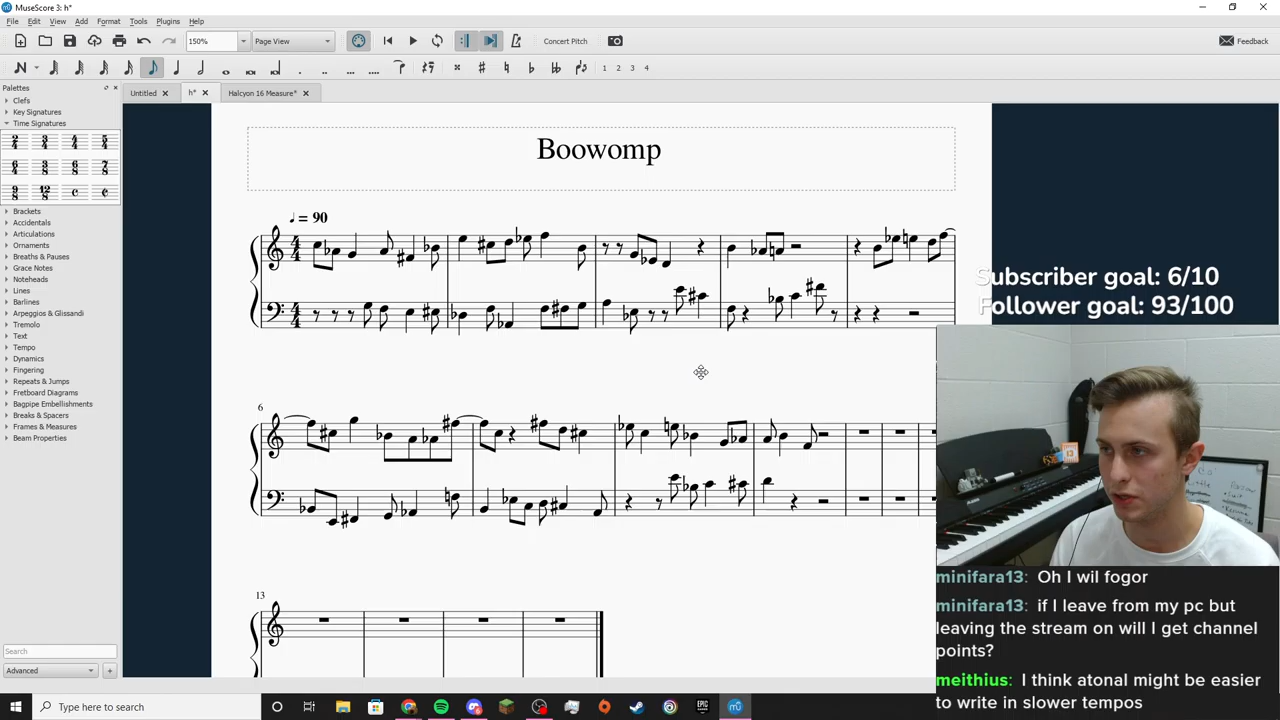 MuseScore 3: h*
File Edit View Add Format Tools Plugins Help
150% Page View Concert Pitch Feedback
1 2 3 4
Palettes
Untitled h* Halcyon 16 Measure*
Clefs
Key Signatures
Time Signatures
Brackets
Accidentals
Articulations
Ornaments
Breaths & Pauses
Grace Notes
Noteheads
Lines
Barlines
Arpeggios & Glissandi
Tremolo
Text
Tempo
Dynamics
Fingering
Repeats & Jumps
Fretboard Diagrams
Bagpipe Embellishments
Breaks & Spacers
Frames & Measures
Beam Properties
Search
Advanced
Boowomp
= 90
6
13
Subscriber goal: 6/10
Follower goal: 93/100
minifara13: Oh I wil fogor
minifara13: if I leave from my pc but
leaving the stream on will I get channel
points?
meithius: I think atonal might be easier
to write in slower tempos
Type here to search